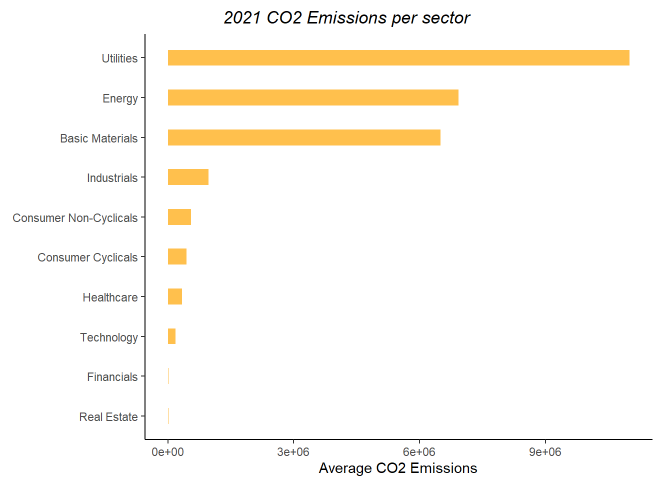 2021 CO2 Emissions per sector
Utilities
Energy
Basic Materials
Industrials
Consumer Non-Cyclicals
Consumer Cyclicals
Healthcare
Technology
Financials
Real Estate
0e+00 3e+06 6e+06 9e+06
Average CO2 Emissions